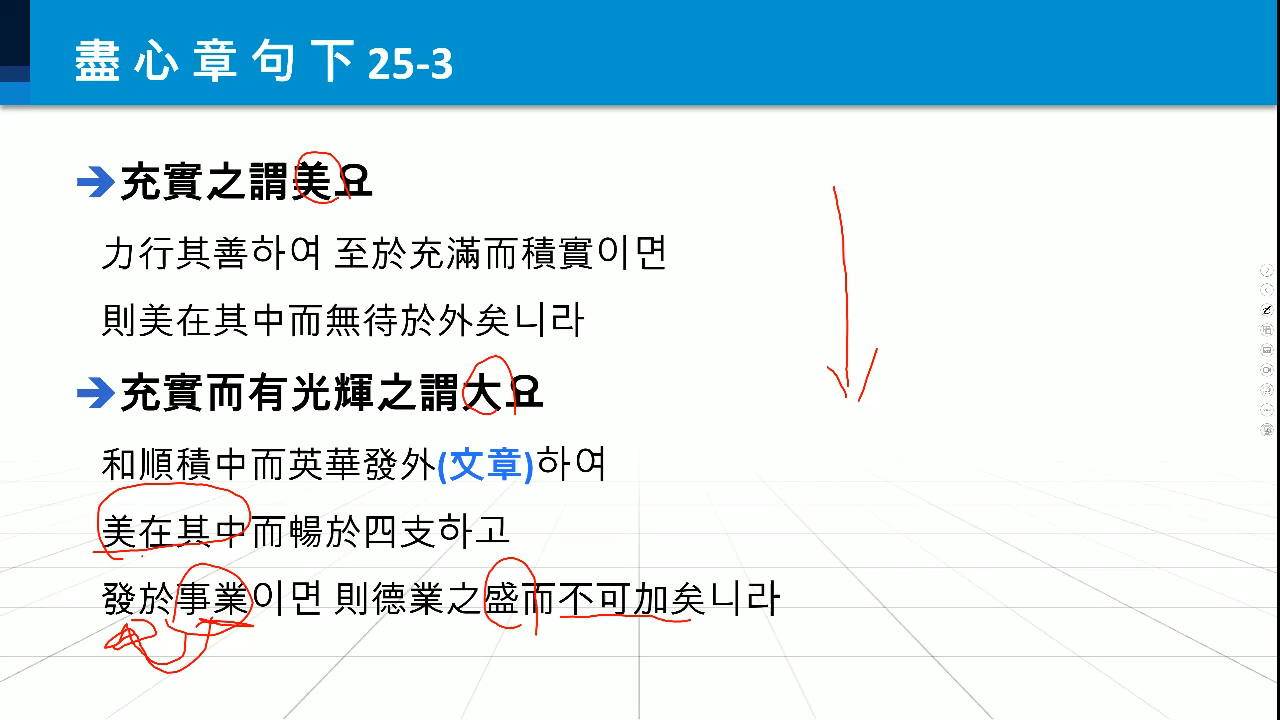 盡心章句下 25-3
充實之謂美요
力行其善하여 至於充滿而積實이면
則美在其中而無待於外矣니라
充實而有光輝之謂大요
和順積中而英華發外(文章)하여
美在其中而暢於四支하고
發於事業이면 則德業之盛而不可加矣니라